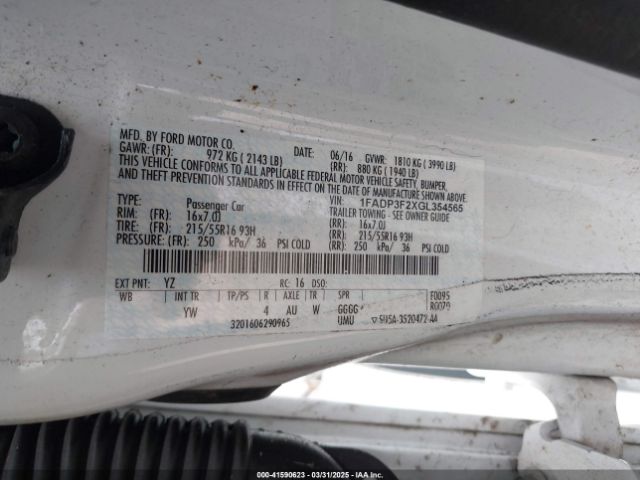 MFD. BY FORD MOTOR CO.
DATE: 06/16 GVWR: 1810 KG ( 3990 LB)
GAWR: (FR) 972 KG ( 2143 LB) (RR) 880 KG ( 1940 LB)
THIS VEHICLE CONFORMS TO ALL APPLICABLE FEDERAL MOTOR VEHICLE SAFETY, BUMPER,
AND THEFT PREVENTION STANDARDS IN EFFECT ON THE DATE OF MANUFACTURE SHOWN ABOVE.
VIN: 1FADP3F2XGL354565
TYPE: Passenger Car TRAILER TOWING - SEE OWNER GUIDE
RIM: (FR) 16x7.0J (RR) 16x7.0J
TIRE: (FR) 215/55R16 93H (RR) 215/55R16 93H
PRESSURE: (FR) 250 kPa/ 36 PSI COLD (RR) 250 kPa/ 36 PSI COLD
EXT PNT: YZ RC: 16 DSO: F0095
WB INT TR TP/PS R AXLE TR SPR R0079
YW 4 AU W GGGG
3201606290965 UMU
000-41590623 - 03/31/2025 - IAAI.COM